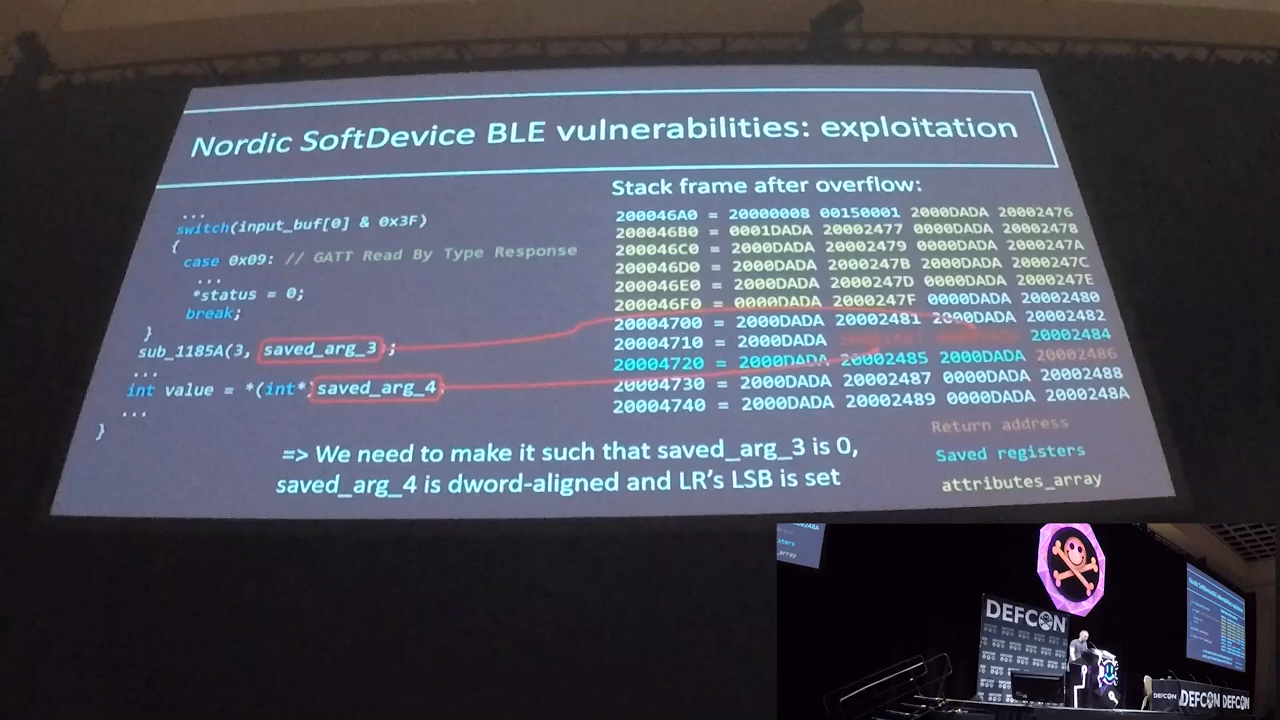 Nordic SoftDevice BLE vulnerabilities: exploitation
...
switch(input_buf[0] & 0x3F)
{
case 0x09: // GATT Read By Type Response
...
*status = 0;
break;
}
sub_1185A(3, saved_arg_3);
...
int value = *(int*)saved_arg_4;
...
}
Stack frame after overflow:
200046A0 = 20000008 00150001 2000DADA 20002476
200046B0 = 0001DADA 20002477 0000DADA 20002478
200046C0 = 2000DADA 20002479 0000DADA 2000247A
200046D0 = 2000DADA 2000247B 2000DADA 2000247C
200046E0 = 2000DADA 2000247D 0000DADA 2000247E
200046F0 = 0000DADA 2000247F 0000DADA 20002480
20004700 = 2000DADA 20002481 2000DADA 20002482
20004710 = 2000DADA 20002484
20004720 = 2000DADA 20002485 2000DADA 20002486
20004730 = 2000DADA 20002487 0000DADA 20002488
20004740 = 2000DADA 20002489 0000DADA 2000248A
Return address
Saved registers
attributes_array
=> We need to make it such that saved_arg_3 is 0,
saved_arg_4 is dword-aligned and LR's LSB is set
DEFCON
DEFCON
DEFCON DEFCON